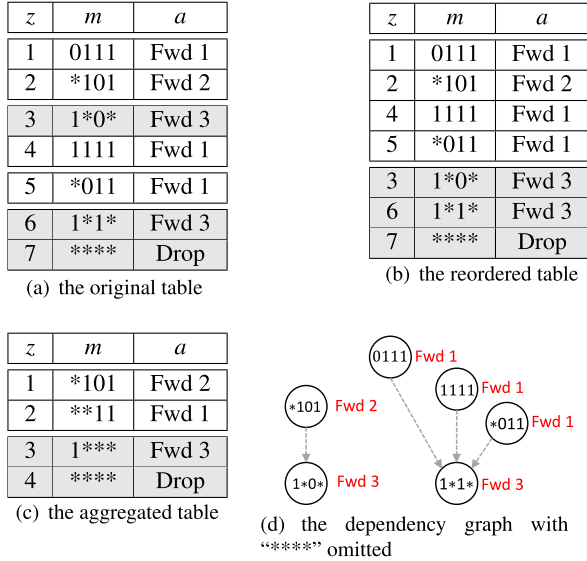 z m a
1 0111 Fwd 1
2 *101 Fwd 2
3 1*0* Fwd 3
4 1111 Fwd 1
5 *011 Fwd 1
6 1*1* Fwd 3
7 **** Drop
(a) the original table
z m a
1 0111 Fwd 1
2 *101 Fwd 2
4 1111 Fwd 1
5 *011 Fwd 1
3 1*0* Fwd 3
6 1*1* Fwd 3
7 **** Drop
(b) the reordered table
z m a
1 *101 Fwd 2
2 **11 Fwd 1
3 1*** Fwd 3
4 **** Drop
(c) the aggregated table
0111 Fwd 1
1111 Fwd 1
*101 Fwd 2
*011 Fwd 1
1*0* Fwd 3
1*1* Fwd 3
(d) the dependency graph with
“****” omitted